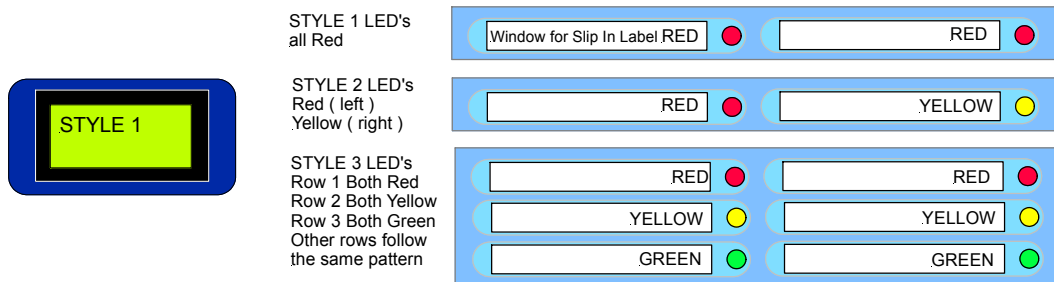 STYLE 1
STYLE 1 LED's
all Red
Window for Slip In Label RED
RED
STYLE 2 LED's
Red ( left )
Yellow ( right )
RED
YELLOW
STYLE 3 LED's
Row 1 Both Red
Row 2 Both Yellow
Row 3 Both Green
Other rows follow
the same pattern
RED
RED
YELLOW
YELLOW
GREEN
GREEN